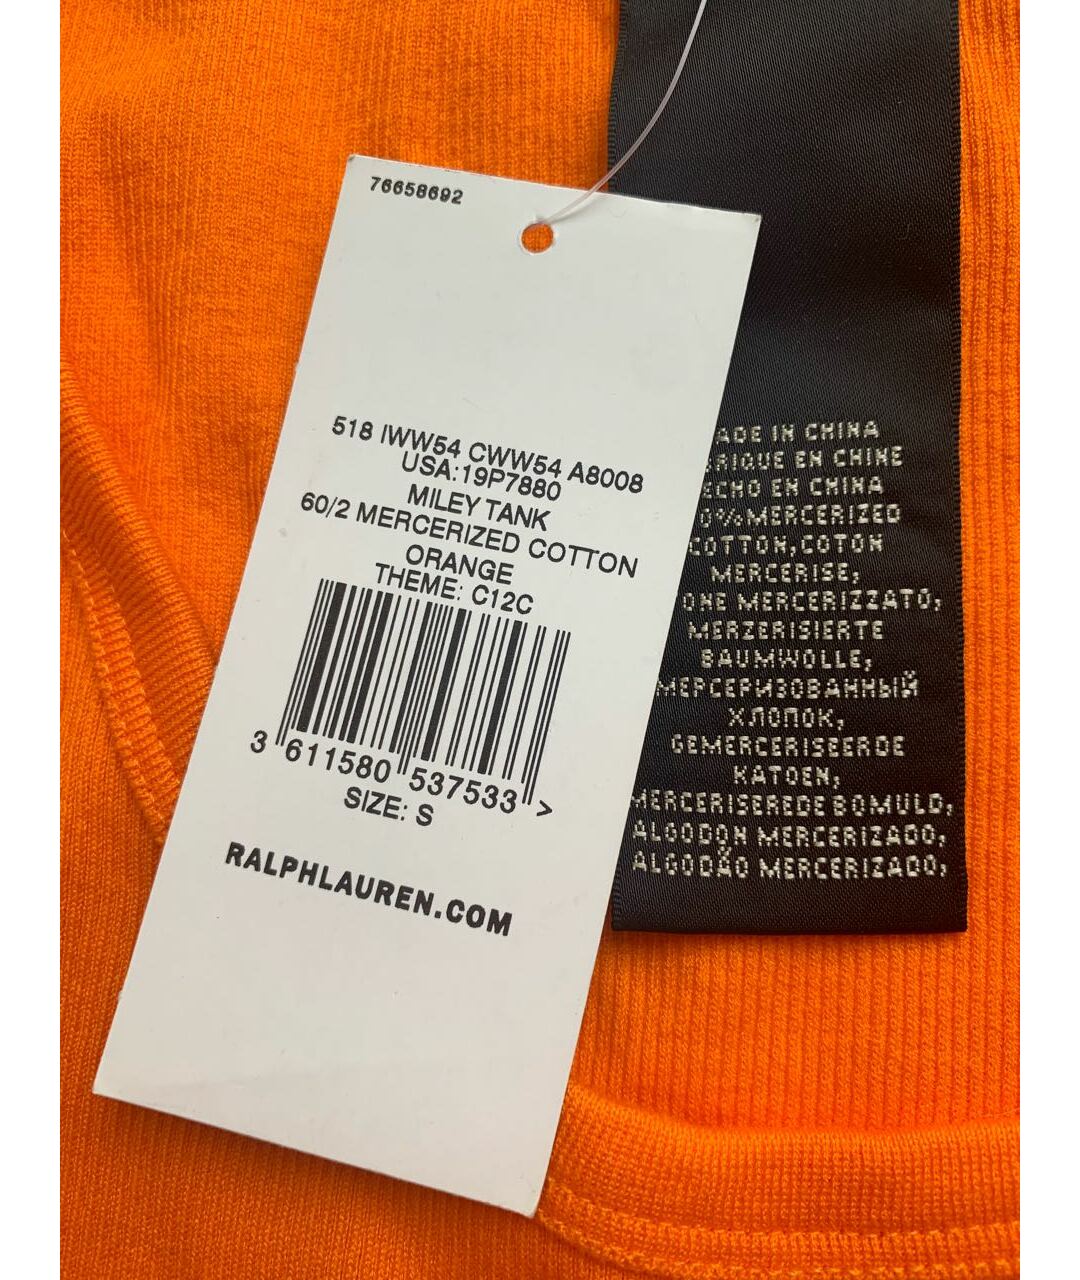 76658692
518 IWW54 CWW54 A8008
USA:19P7880
MILEY TANK
60/2 MERCERIZED COTTON
ORANGE
THEME: C12C
3 611580 537533 >
SIZE: S
RALPHLAUREN.COM
ADE IN CHINA
RIQUE EN CHINE
ECHO EN CHINA
0% MERCERIZED
COTTON,COTON
MERCERISE,
ONE MERCERIZZATO,
MERZERISIERTE
BAUMWOLLE,
МЕРСЕРИЗОВАННЫЙ
ХЛОПОК,
GEMERCERISEERDE
KATOEN,
MERCERISEREDE BOMULD,
ALGODON MERCERIZADO,
ALGODÃO MERCERIZADO,